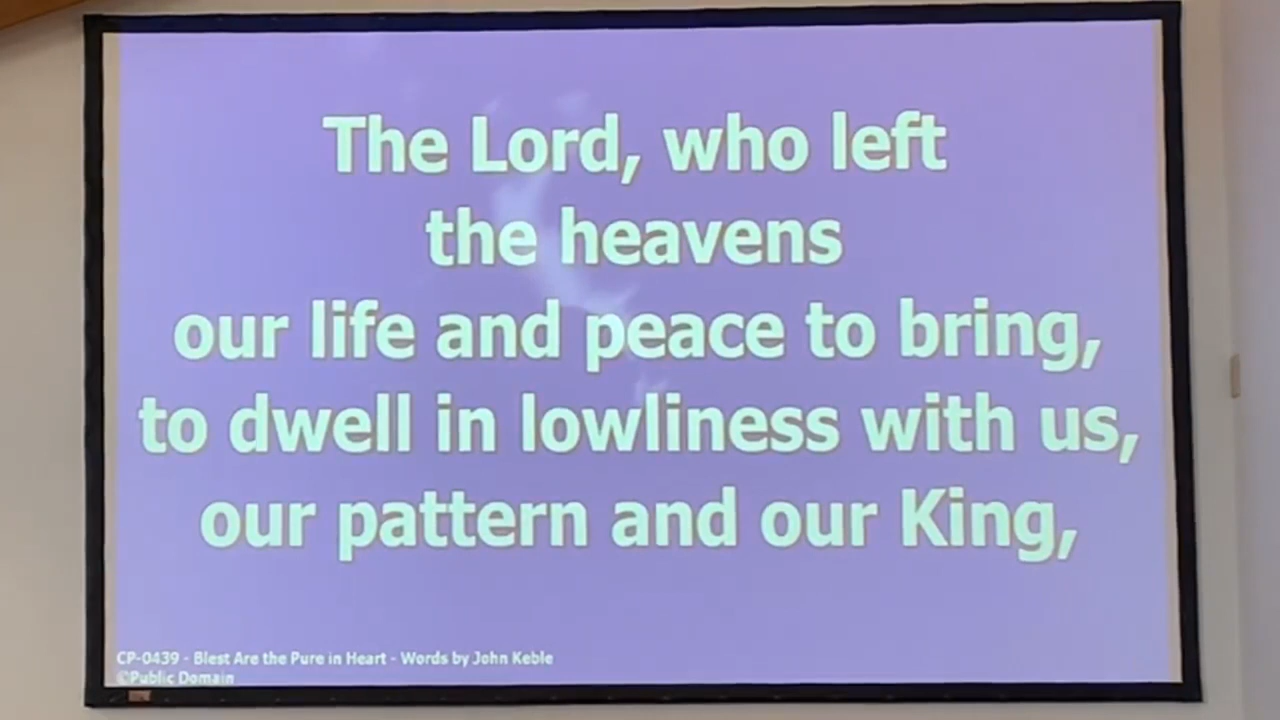 The Lord, who left
the heavens
our life and peace to bring,
to dwell in lowliness with us,
our pattern and our King,
CP-0439 - Blest Are the Pure in Heart - Words by John Keble
©Public Domain